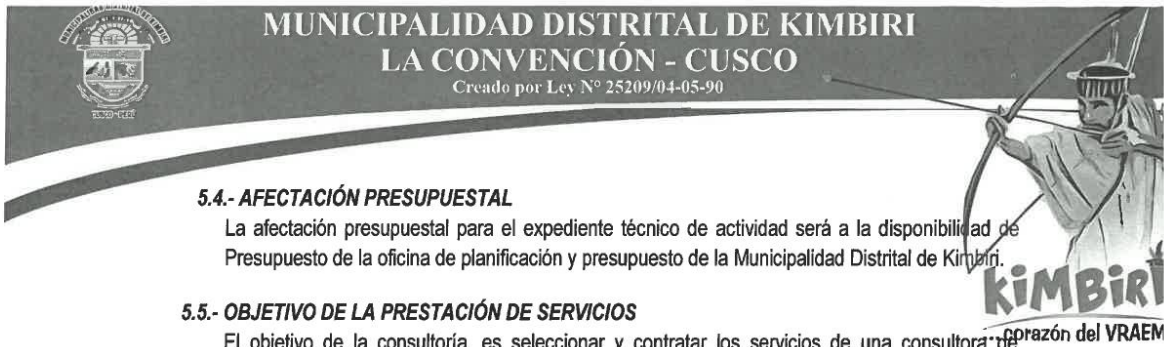 MUNICIPALIDAD DISTRITAL DE KIMBIRI
LA CONVENCIÓN - CUSCO
Creado por Ley N° 25209/04-05-90
5.4.- AFECTACIÓN PRESUPUESTAL
La afectación presupuestal para el expediente técnico de actividad será a la disponibilidad de
Presupuesto de la oficina de planificación y presupuesto de la Municipalidad Distrital de Kimbiri.
KiMBiRi
...corazón del VRAEM
5.5.- OBJETIVO DE LA PRESTACIÓN DE SERVICIOS
El objetivo de la consultoría, es seleccionar y contratar los servicios de una consultora de